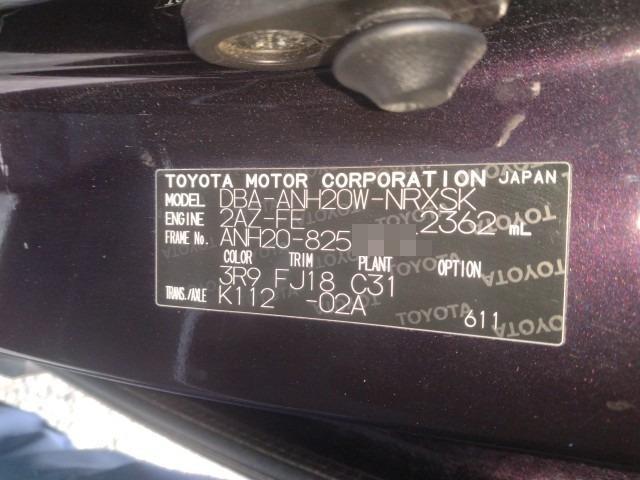 TOYOTA MOTOR CORPORATION JAPAN
MODEL DBA-ANH20W-NRXSK
ENGINE 2AZ-FE 2362 mL
FRAME No. ANH20-825
COLOR TRIM PLANT OPTION
3R9 FJ18 C31
TRANS./AXLE K112 -02A
611